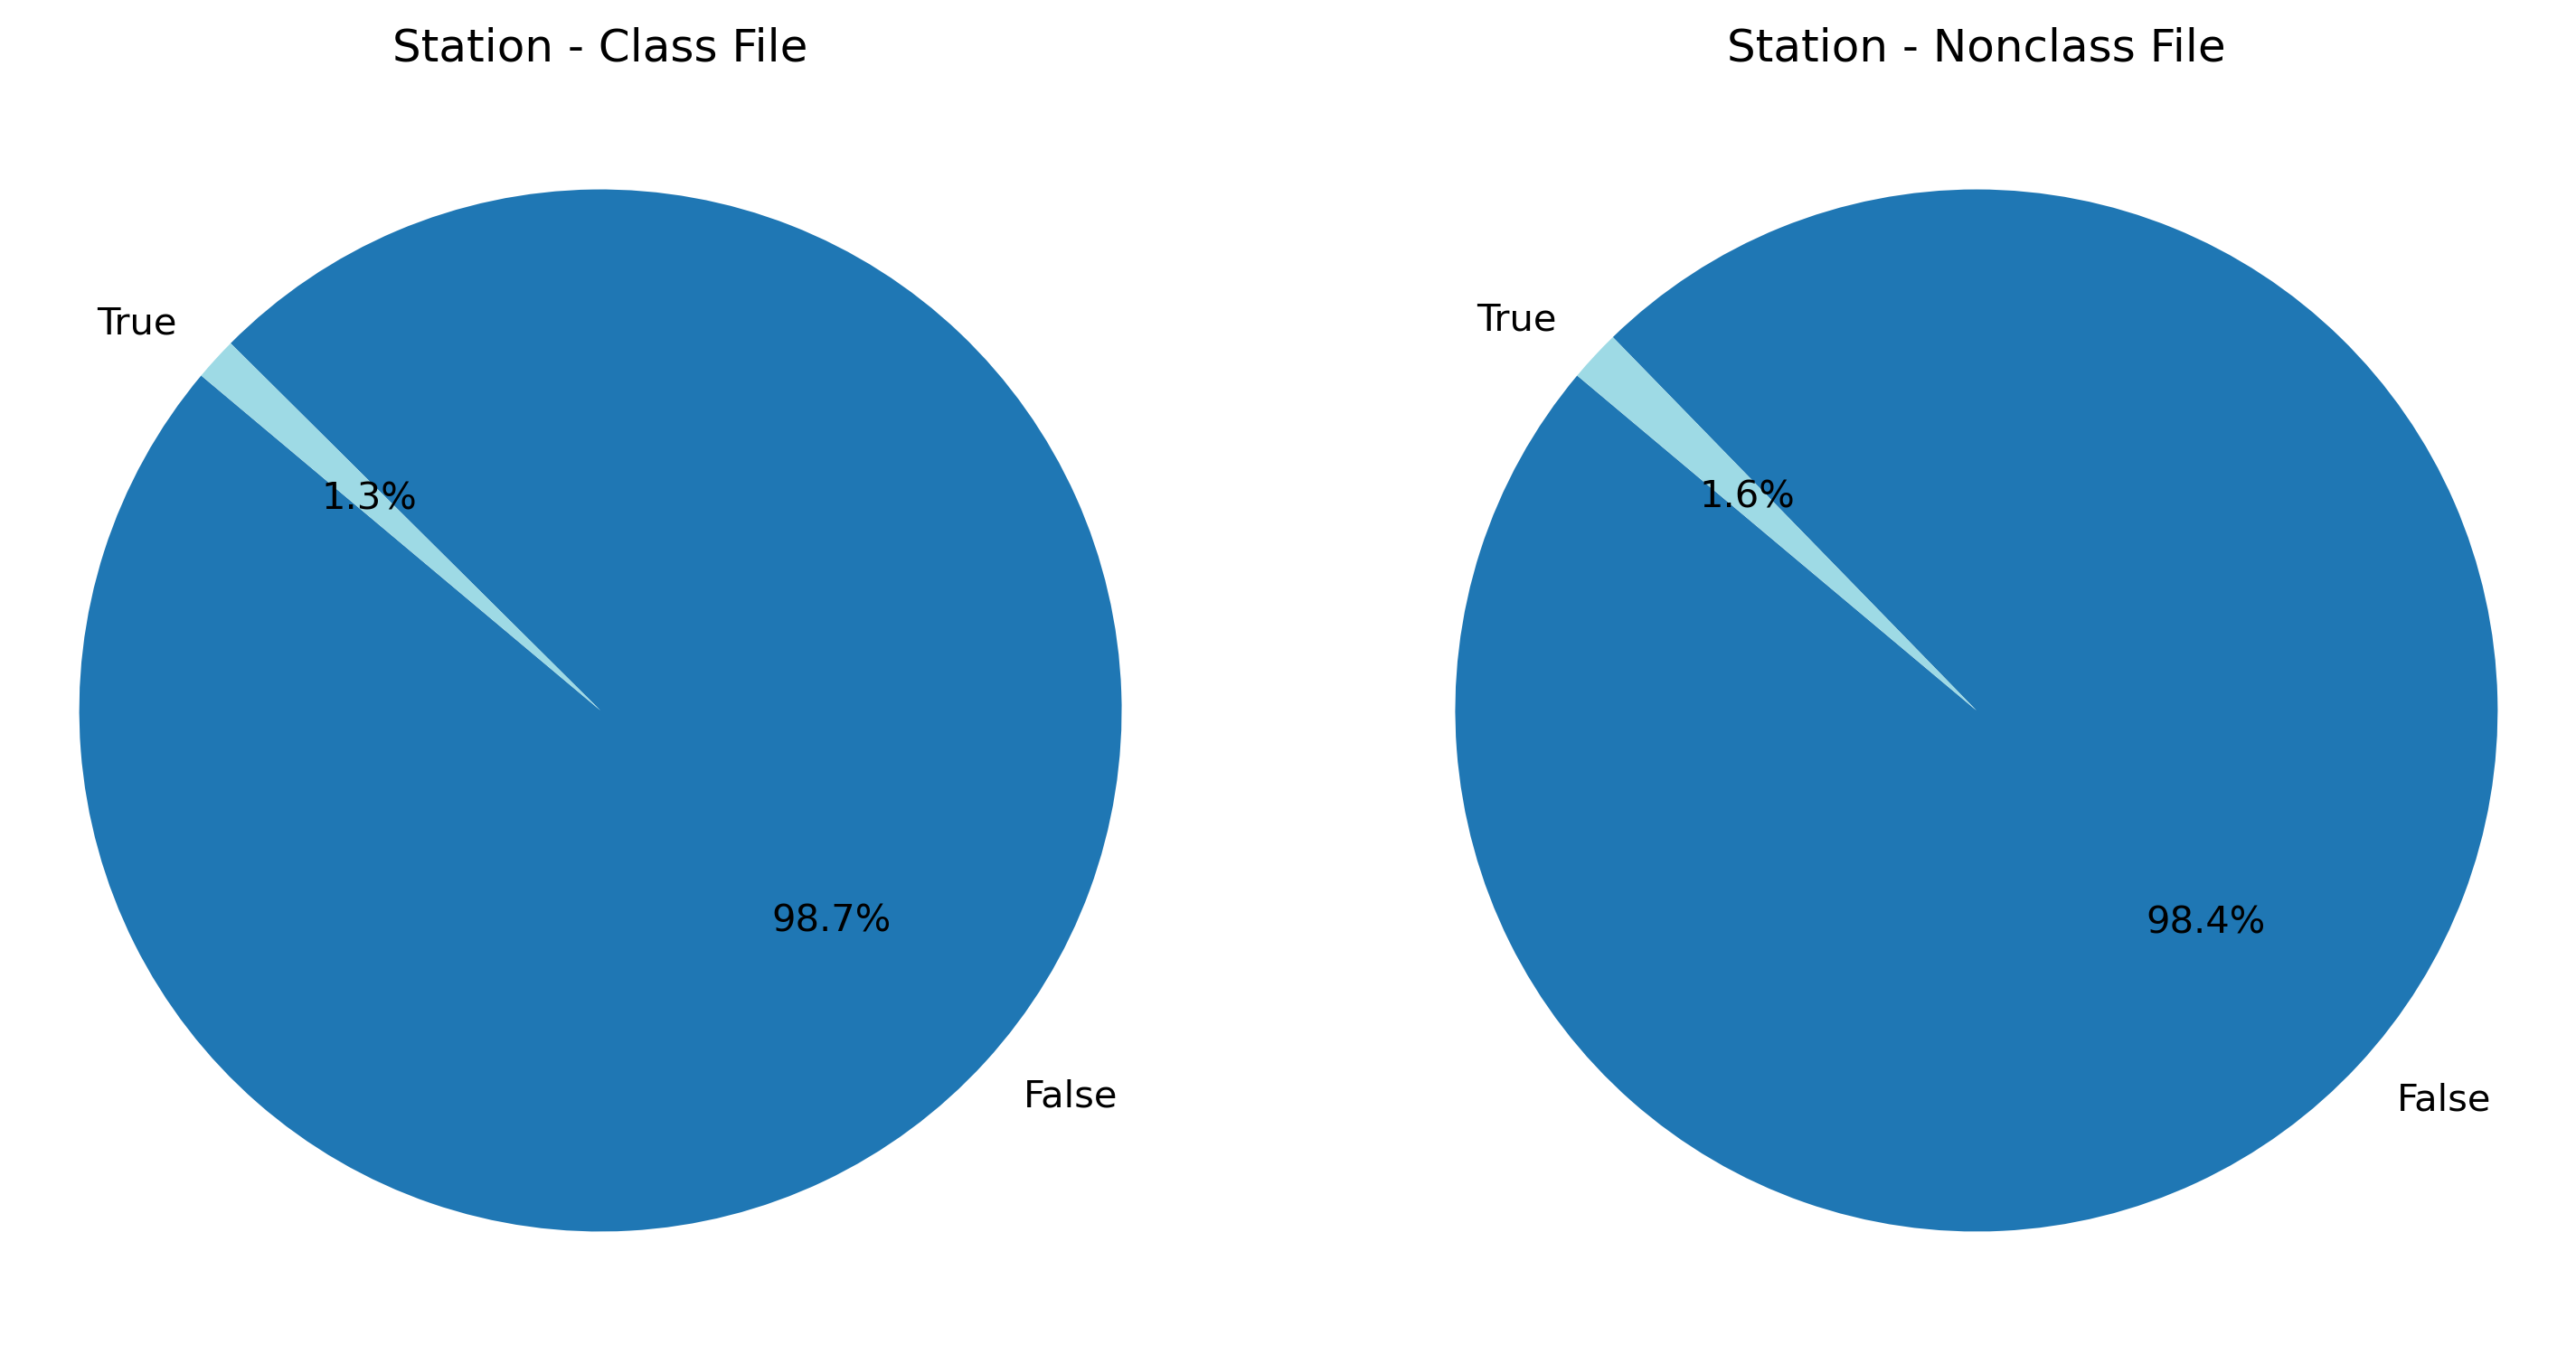 Station - Class File
True
1.3%
98.7%
False
Station - Nonclass File
True
1.6%
98.4%
False